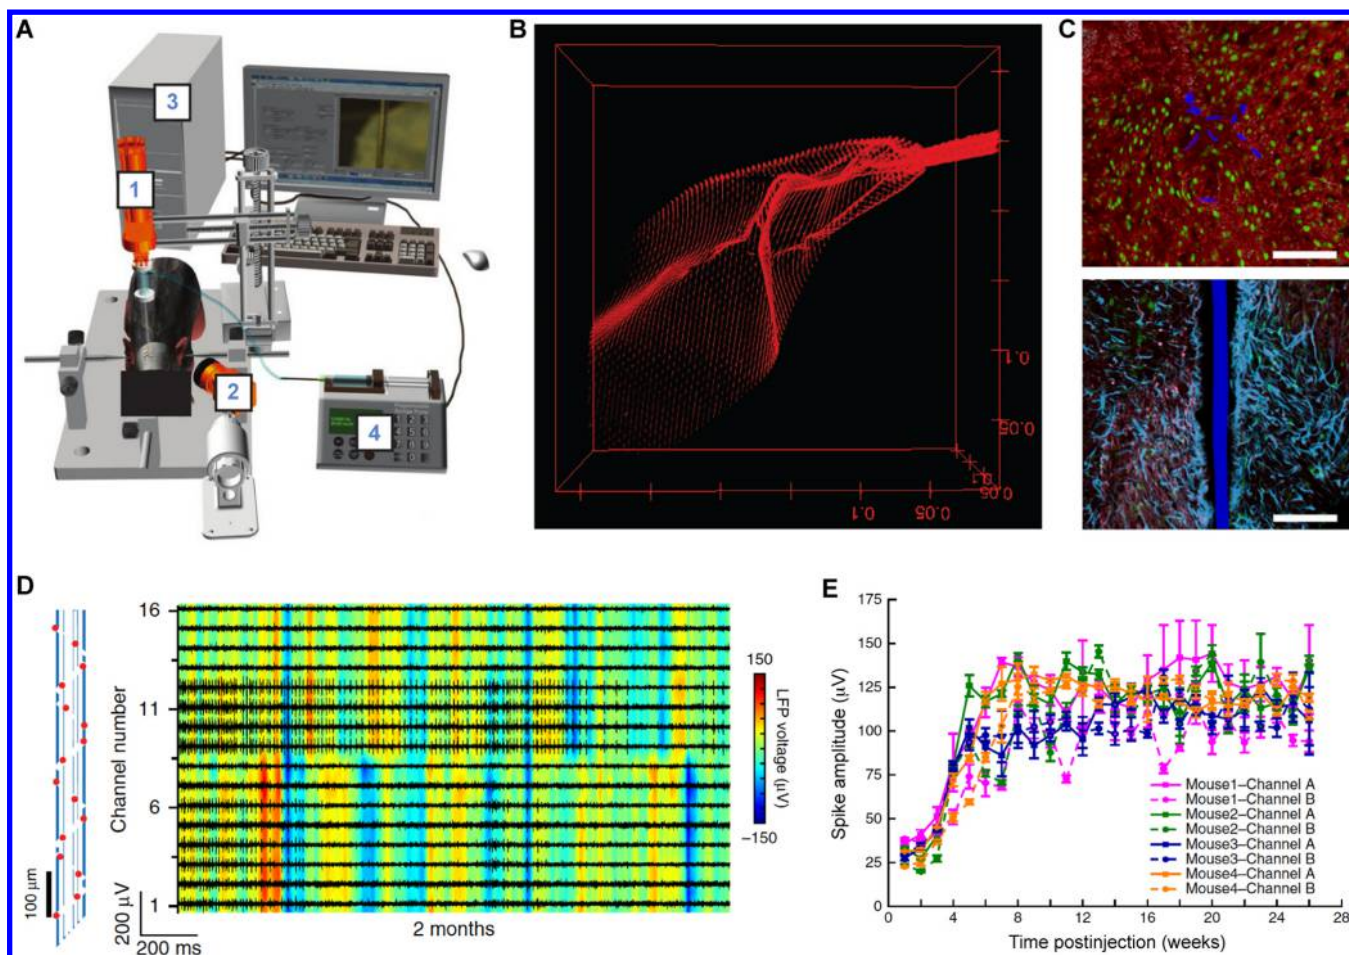 A
B
C
3
1
2
4
0.1
0.05
0.1
0.05
0.1
0.05
D
E
16
11
6
1
Channel number
100 μm
200 μV
200 ms
2 months
150
−150
LFP voltage (μV)
175
150
125
100
75
50
25
0
Spike amplitude (μV)
Mouse1–Channel A
Mouse1–Channel B
Mouse2–Channel A
Mouse2–Channel B
Mouse3–Channel A
Mouse3–Channel B
Mouse4–Channel A
Mouse4–Channel B
0 4 8 12 16 20 24 28
Time postinjection (weeks)